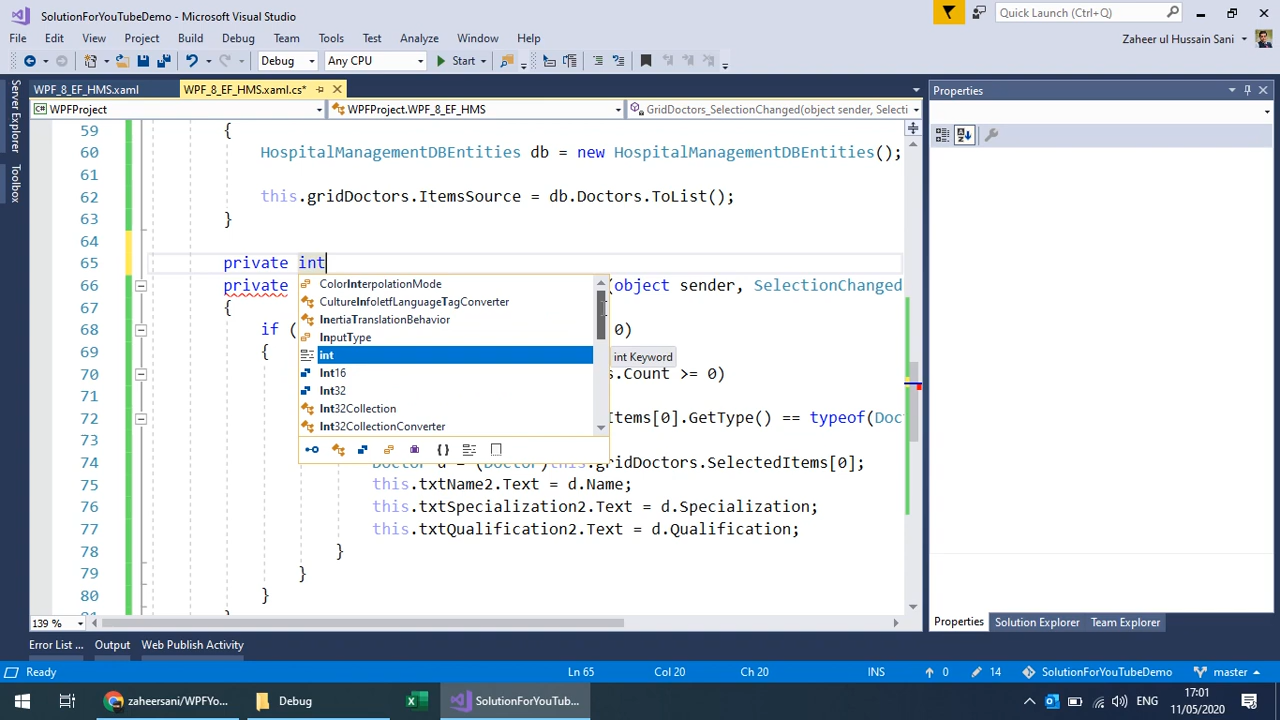 SolutionForYouTubeDemo - Microsoft Visual Studio
Quick Launch (Ctrl+Q)
File Edit View Project Build Debug Team Tools Test Analyze Window Help
Zaheer ul Hussain Sani
Debug Any CPU Start
WPF_8_EF_HMS.xaml WPF_8_EF_HMS.xaml.cs*
Properties
WPFProject WPFProject.WPF_8_EF_HMS GridDoctors_SelectionChanged(object sender, Selecti
Server Explorer
Toolbox
59 {
60 HospitalManagementDBEntities db = new HospitalManagementDBEntities();
61
62 this.gridDoctors.ItemsSource = db.Doctors.ToList();
63 }
64
65 private int
66 private (object sender, SelectionChanged
67 {
68 if ( 0)
69 {
70 s.Count >= 0)
71
72 Items[0].GetType() == typeof(Doc
73
74 Doctor d = (Doctor)this.gridDoctors.SelectedItems[0];
75 this.txtName2.Text = d.Name;
76 this.txtSpecialization2.Text = d.Specialization;
77 this.txtQualification2.Text = d.Qualification;
78 }
79 }
80 }
81 }
ColorInterpolationMode
CultureInfoIetfLanguageTagConverter
InertiaTranslationBehavior
InputType
int
int Keyword
Int16
Int32
Int32Collection
Int32CollectionConverter
139 %
Properties Solution Explorer Team Explorer
Error List ... Output Web Publish Activity
Ready Ln 65 Col 20 Ch 20 INS 0 14 SolutionForYouTubeDemo master
zaheersani/WPFYo... Debug SolutionForYouTub... ENG 17:01
11/05/2020